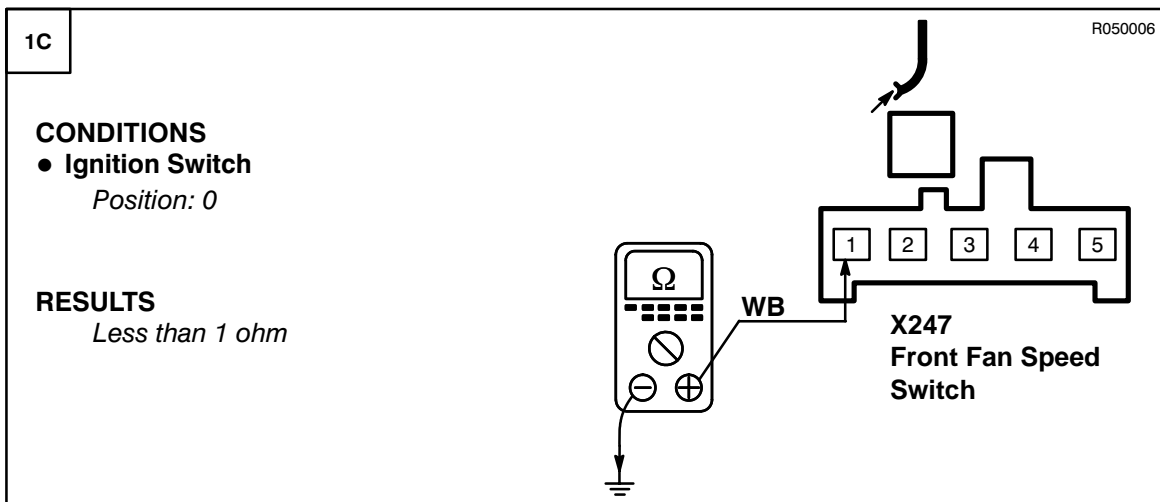 1C
R050006
CONDITIONS
● Ignition Switch
Position: 0
RESULTS
Less than 1 ohm
Ω
WB
1 2 3 4 5
X247
Front Fan Speed
Switch